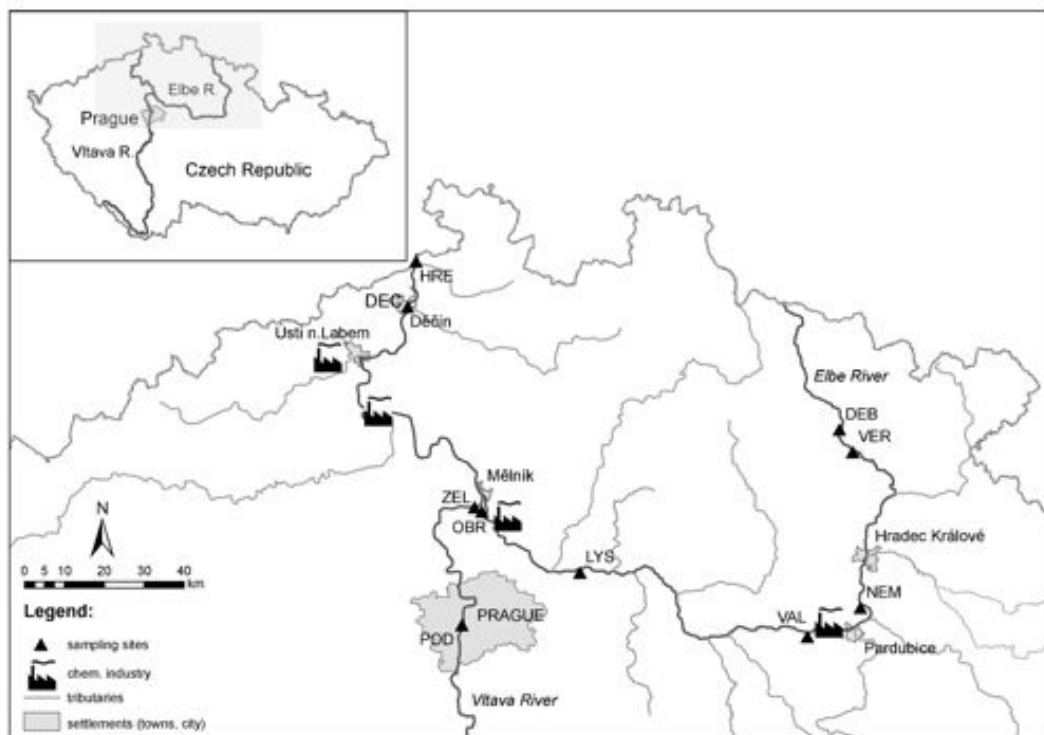 Elbe R.
Prague
Vltava R.
Czech Republic
HRE
DEC
Děčín
Usti n.Labem
Elbe River
DEB
VER
Mělník
ZEL
OBR
Hradec Králové
LYS
NEM
VAL
PRAGUE
POD
Pardubice
Vltava River
N
0 5 10 20 30 40
km
Legend:
sampling sites
chem. industry
tributaries
settlements (towns, city)